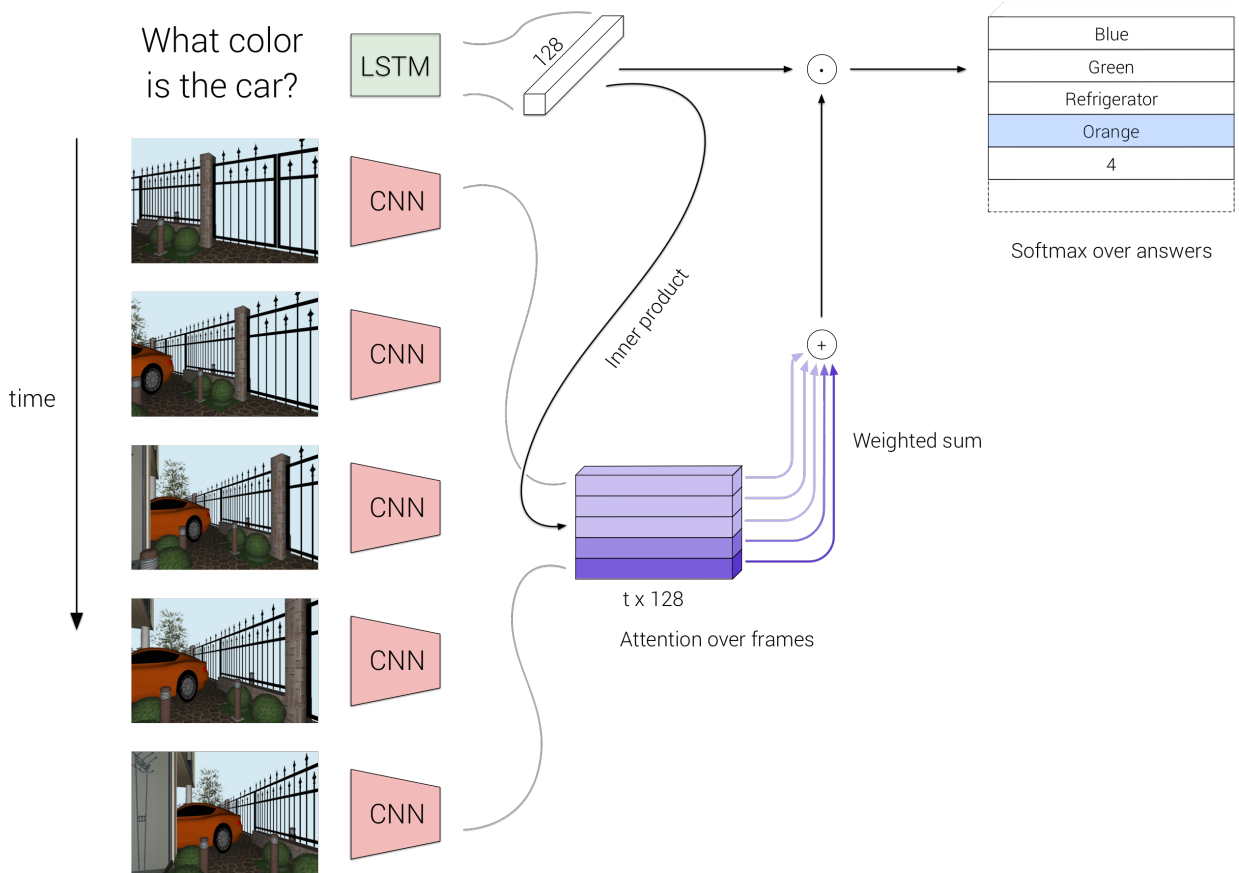 What color
is the car?
LSTM
128
Blue
Green
Refrigerator
Orange
4
Softmax over answers
time
CNN
CNN
CNN
CNN
CNN
Inner product
+
Weighted sum
t x 128
Attention over frames